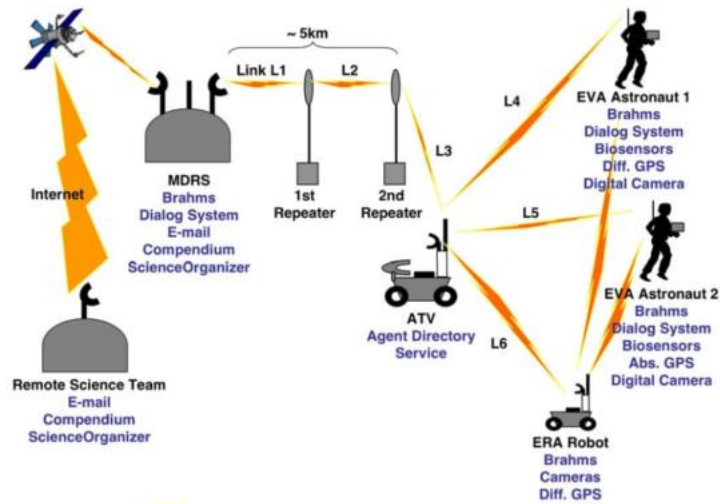 ~ 5km
Link L1
L2
L4
EVA Astronaut 1
Brahms
Dialog System
Biosensors
Diff. GPS
Digital Camera
L3
MDRS
Brahms
Dialog System
E-mail
Compendium
ScienceOrganizer
1st
Repeater
2nd
Repeater
Internet
L5
EVA Astronaut 2
Brahms
Dialog System
Biosensors
Abs. GPS
Digital Camera
ATV
Agent Directory
Service
L6
Remote Science Team
E-mail
Compendium
ScienceOrganizer
ERA Robot
Brahms
Cameras
Diff. GPS